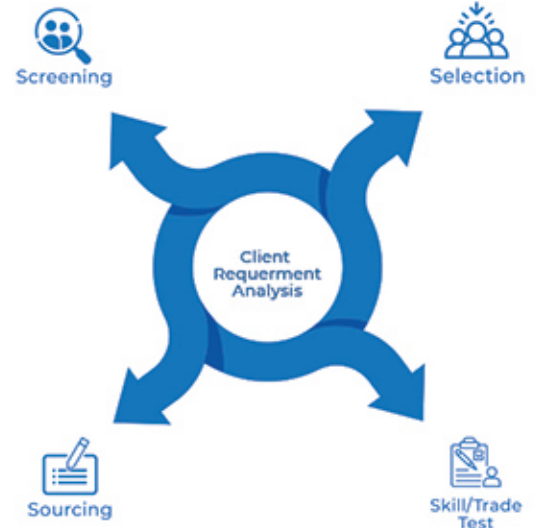 Screening
Selection
Client
Requerment
Analysis
Sourcing
Skill/Trade
Test